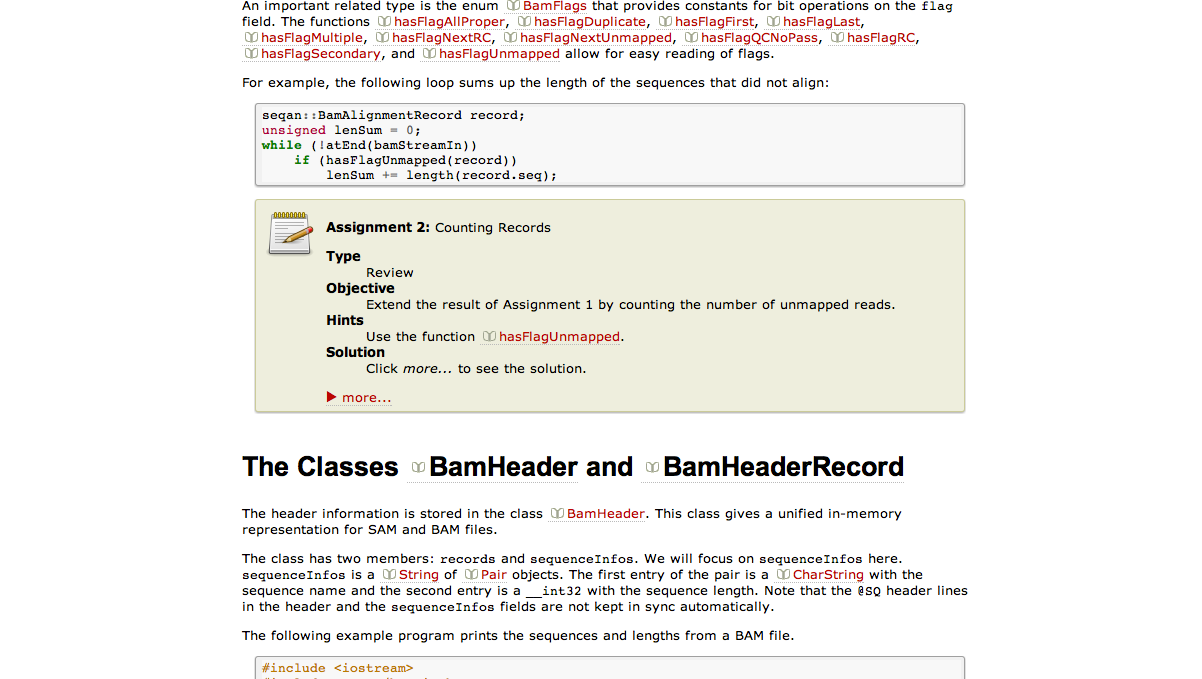 An important related type is the enum BamFlags that provides constants for bit operations on the flag
field. The functions hasFlagAllProper, hasFlagDuplicate, hasFlagFirst, hasFlagLast,
hasFlagMultiple, hasFlagNextRC, hasFlagNextUnmapped, hasFlagQCNoPass, hasFlagRC,
hasFlagSecondary, and hasFlagUnmapped allow for easy reading of flags.
For example, the following loop sums up the length of the sequences that did not align:
seqan::BamAlignmentRecord record;
unsigned lenSum = 0;
while (!atEnd(bamStreamIn))
    if (hasFlagUnmapped(record))
        lenSum += length(record.seq);
Assignment 2: Counting Records
Type
Review
Objective
Extend the result of Assignment 1 by counting the number of unmapped reads.
Hints
Use the function hasFlagUnmapped.
Solution
Click more... to see the solution.
more...
The Classes BamHeader and BamHeaderRecord
The header information is stored in the class BamHeader. This class gives a unified in-memory
representation for SAM and BAM files.
The class has two members: records and sequenceInfos. We will focus on sequenceInfos here.
sequenceInfos is a String of Pair objects. The first entry of the pair is a CharString with the
sequence name and the second entry is a __int32 with the sequence length. Note that the @SQ header lines
in the header and the sequenceInfos fields are not kept in sync automatically.
The following example program prints the sequences and lengths from a BAM file.
#include <iostream>